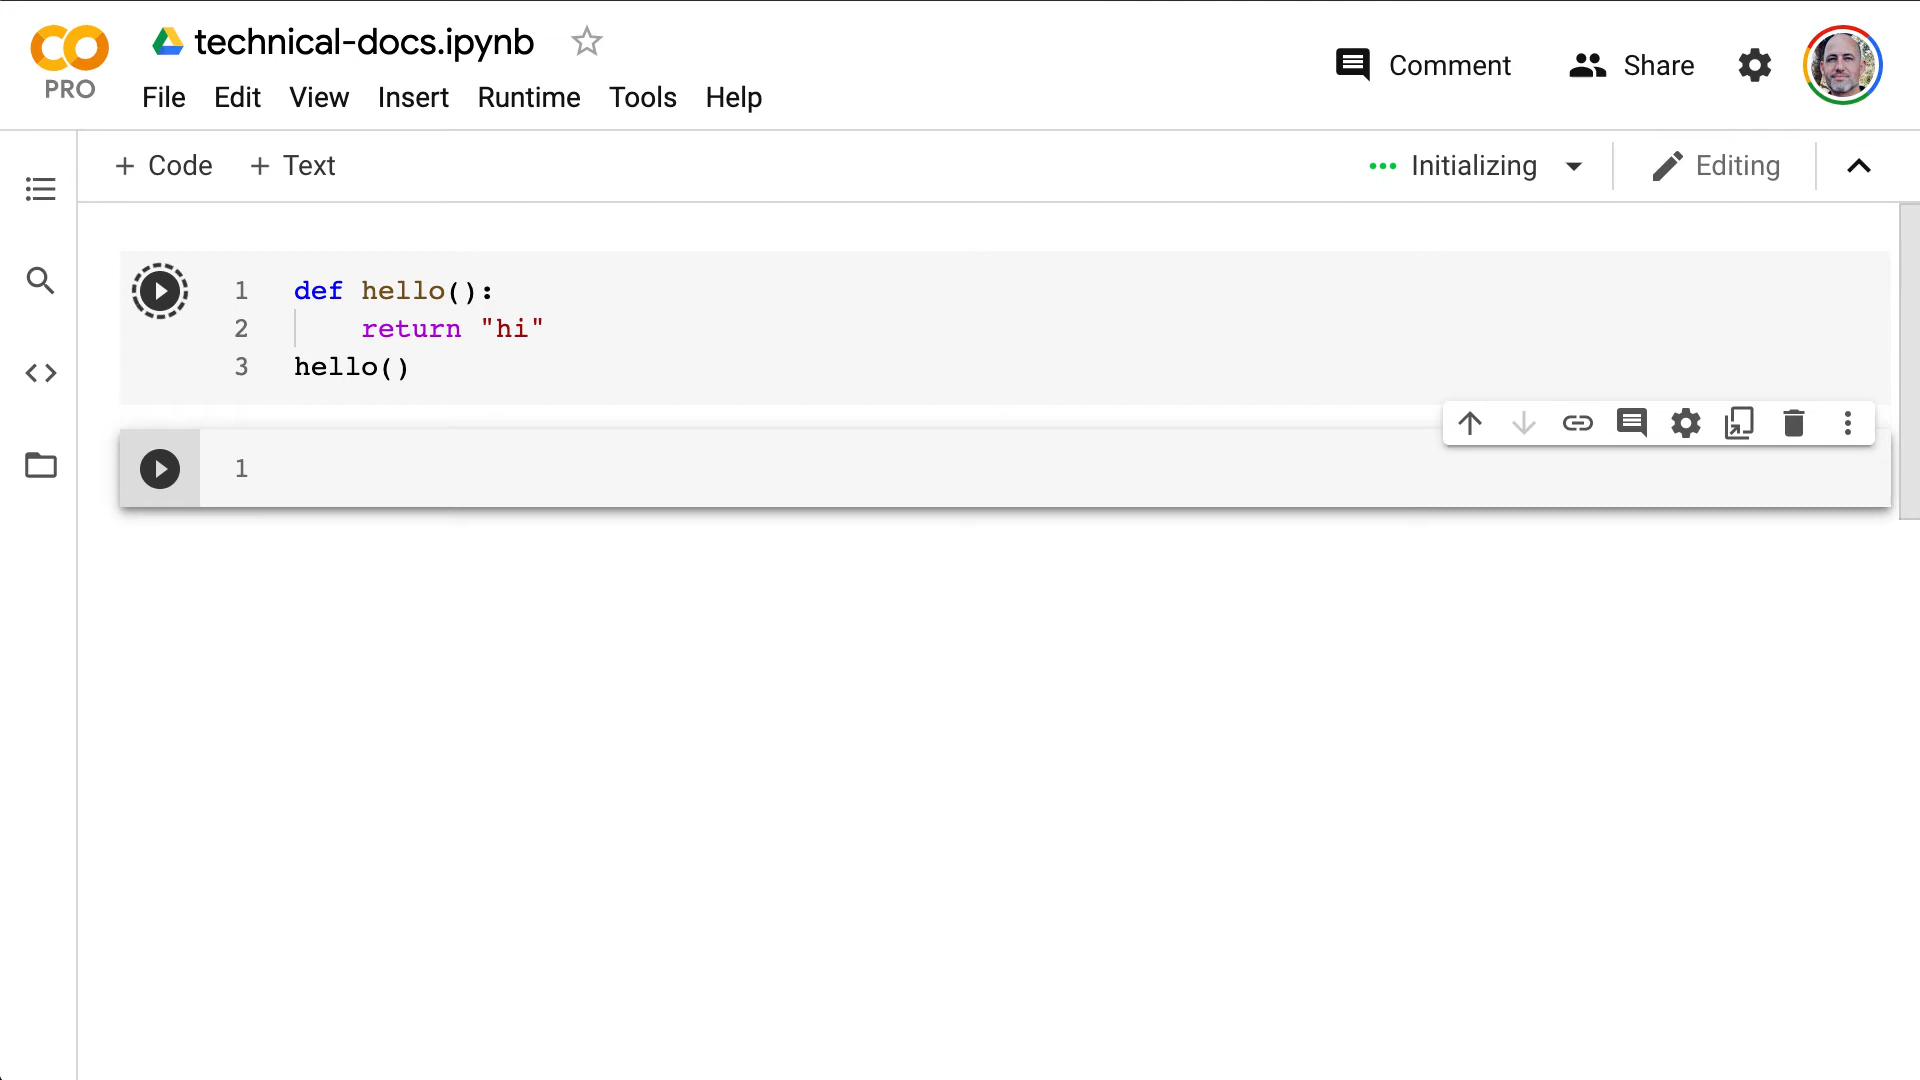 technical-docs.ipynb
PRO
File Edit View Insert Runtime Tools Help
Comment
Share
+ Code + Text
Initializing
Editing
1 def hello():
2 return "hi"
3 hello()
1